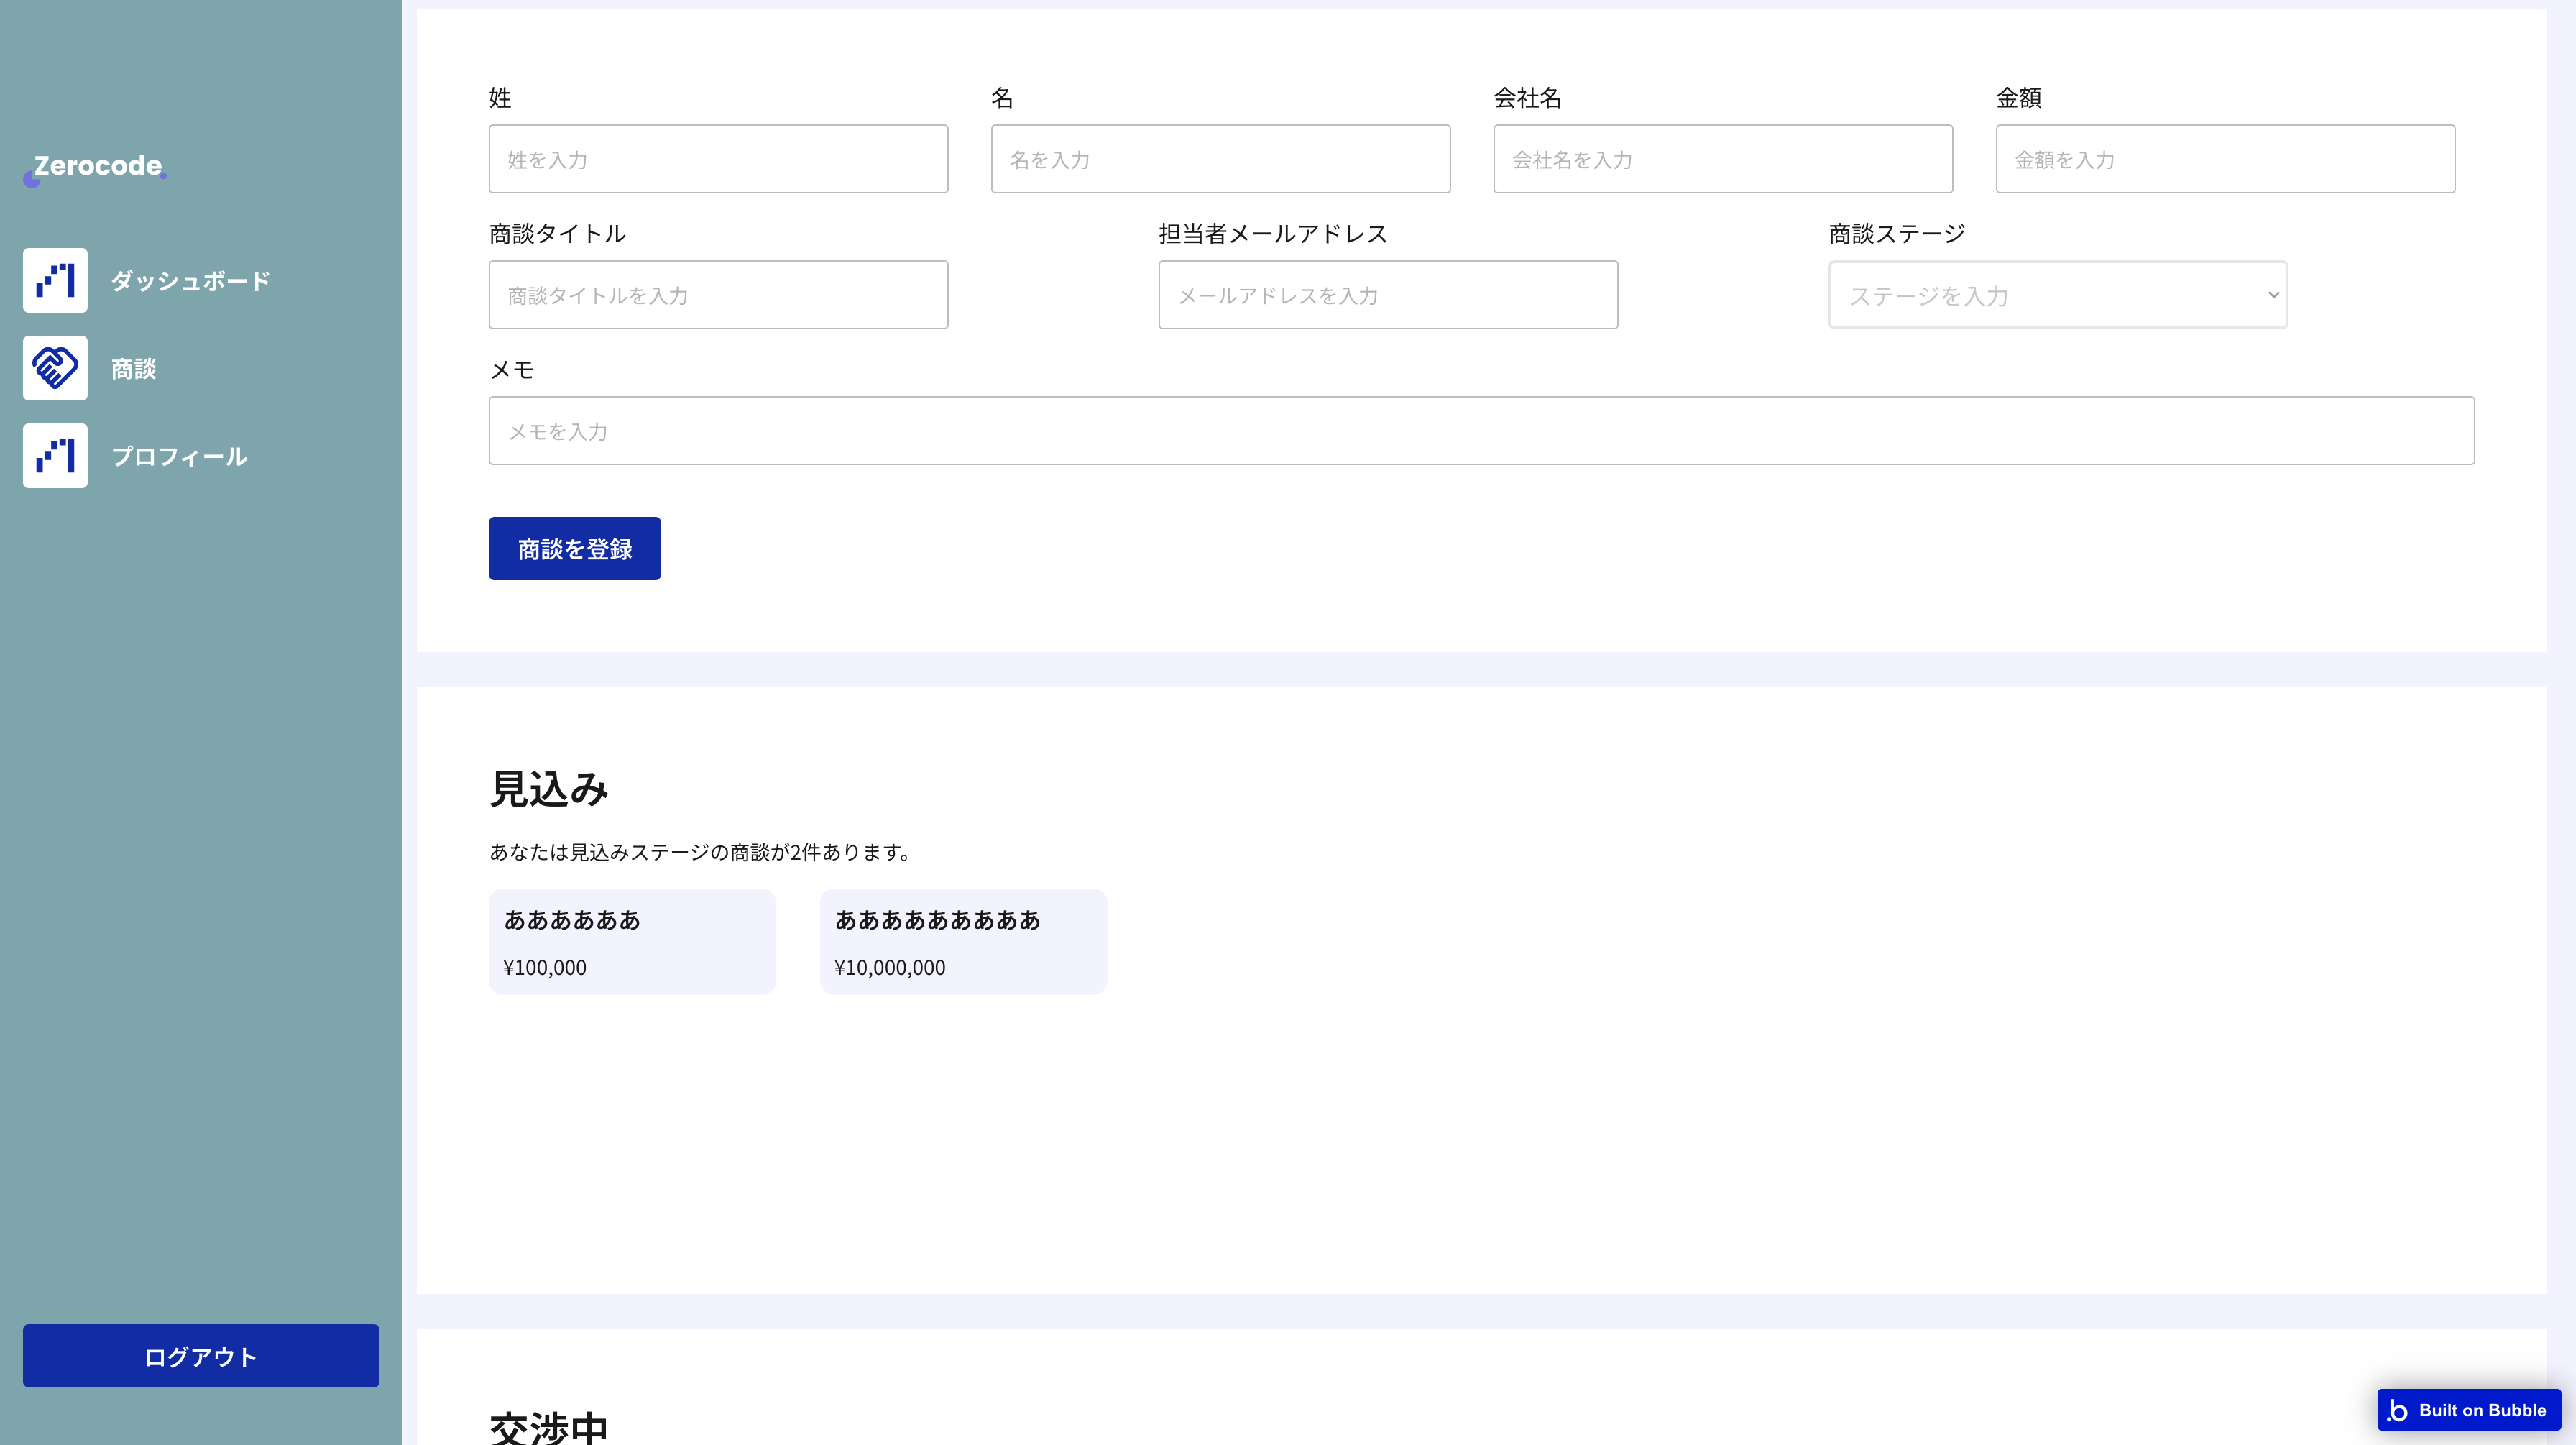 Zerocode
ダッシュボード
商談
プロフィール
ログアウト
姓
名
会社名
金額
姓を入力
名を入力
会社名を入力
金額を入力
商談タイトル
担当者メールアドレス
商談ステージ
商談タイトルを入力
メールアドレスを入力
ステージを入力
メモ
メモを入力
商談を登録
見込み
あなたは見込みステージの商談が2件あります。
ああああああ
¥100,000
あああああああああ
¥10,000,000
交渉中
Built on Bubble